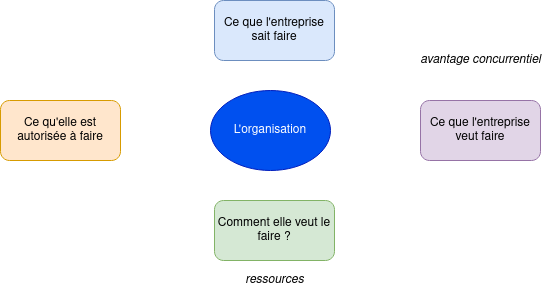 Ce que l'entreprise
sait faire
avantage concurrentiel
Ce qu'elle est
autorisée à faire
L'organisation
Ce que l'entreprise
veut faire
Comment elle veut le
faire ?
ressources